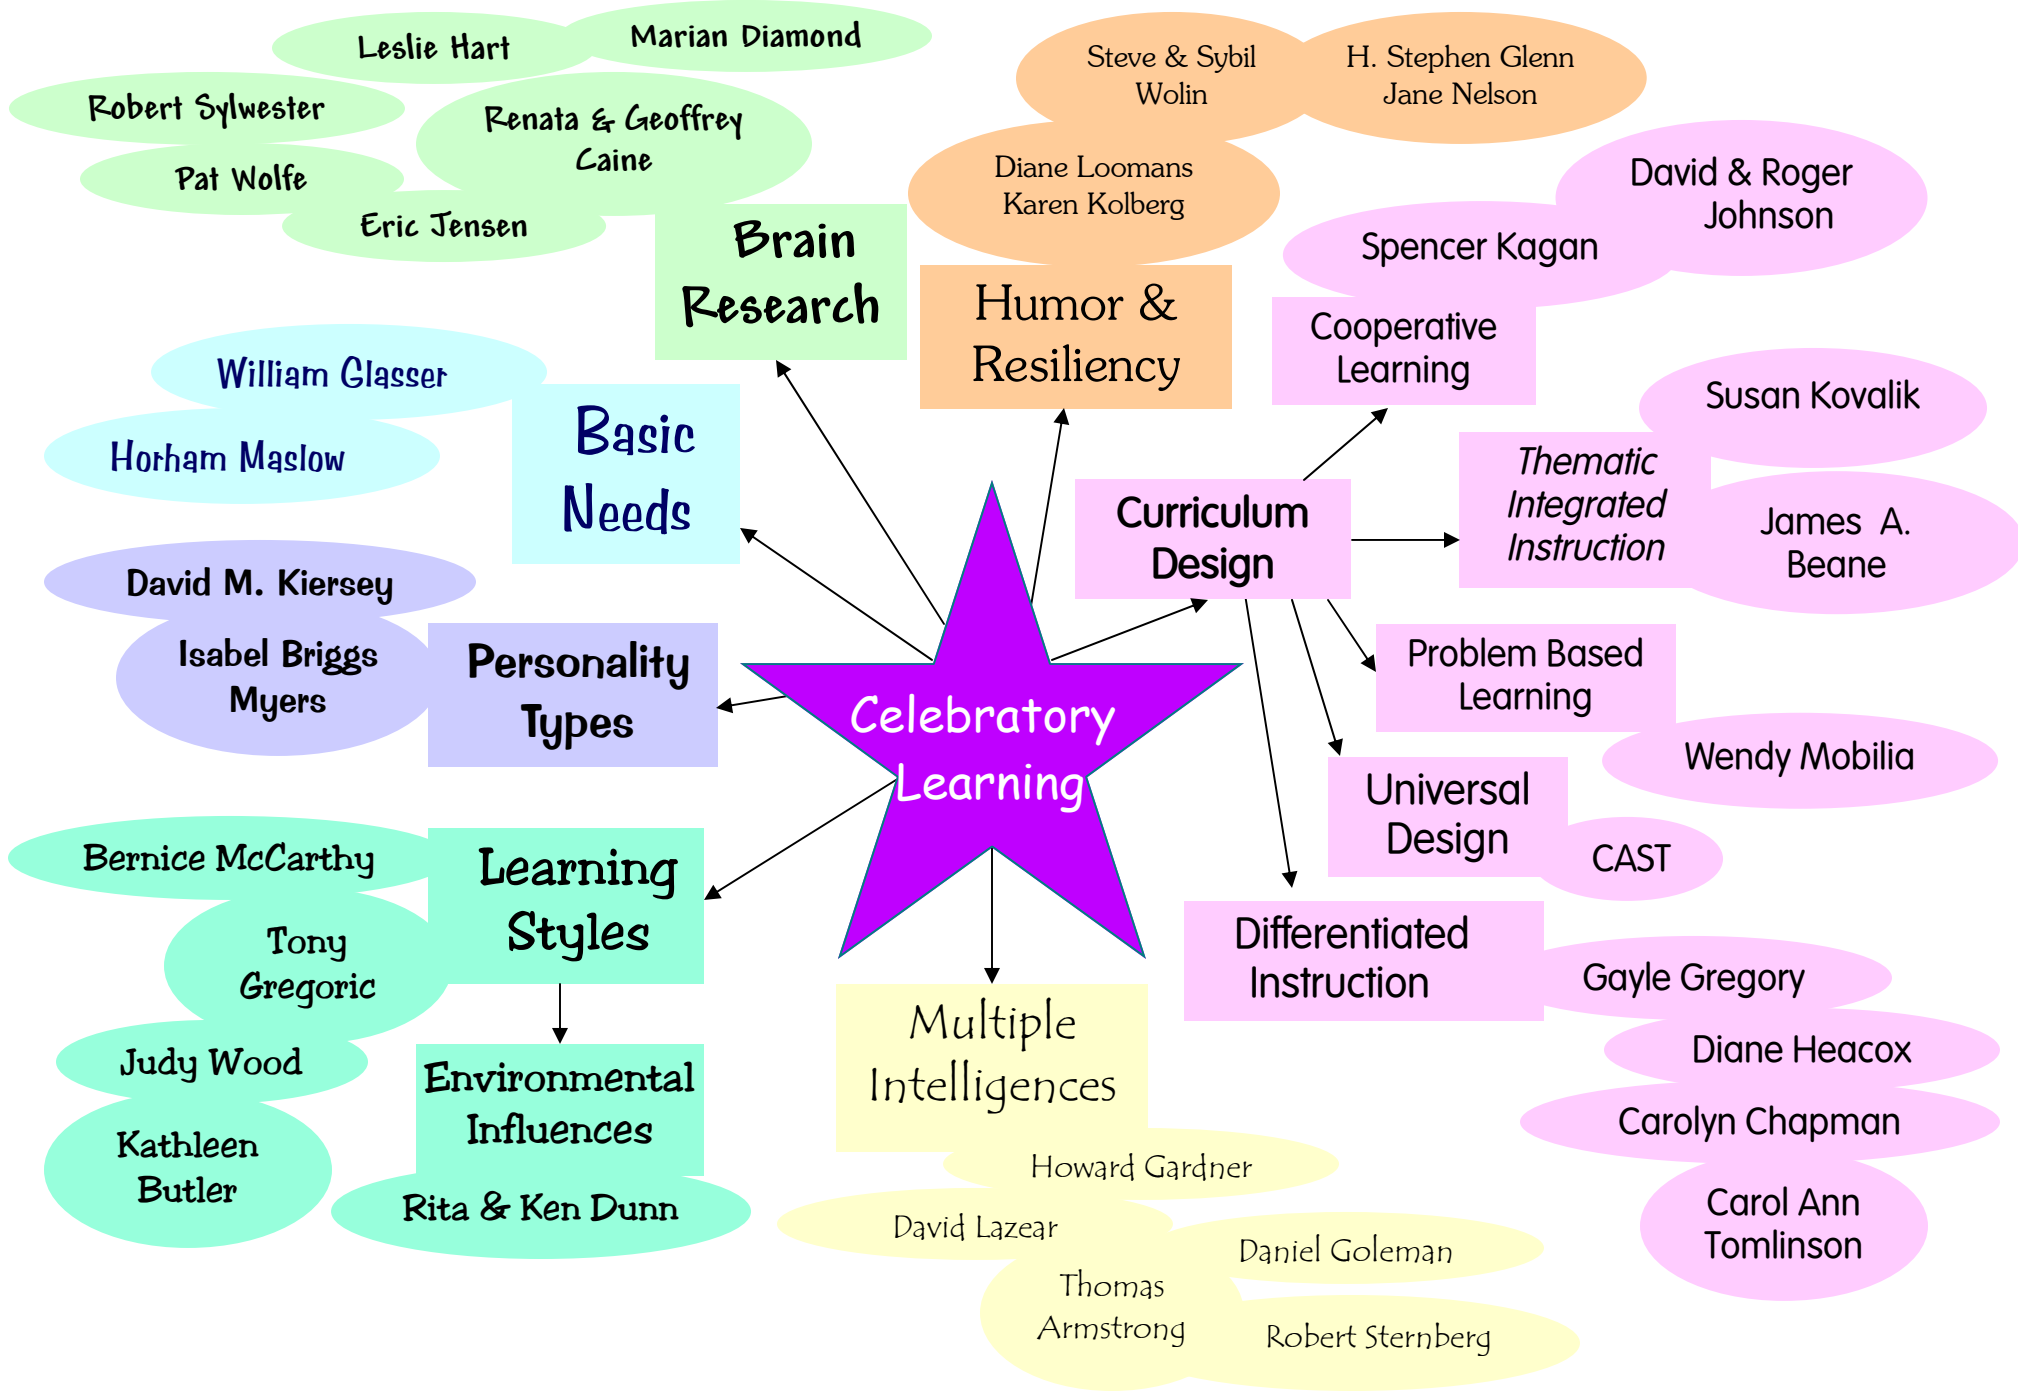 Leslie Hart
Marian Diamond
Robert Sylwester
Renata & Geoffrey
Caine
Pat Wolfe
Eric Jensen
Brain
Research
Steve & Sybil
Wolin
H. Stephen Glenn
Jane Nelson
Diane Loomans
Karen Kolberg
Humor &
Resiliency
David & Roger
Johnson
Spencer Kagan
Cooperative
Learning
Susan Kovalik
Thematic
Integrated
Instruction
James A.
Beane
Curriculum
Design
Problem Based
Learning
Wendy Mobilia
Universal
Design
CAST
Differentiated
Instruction
Gayle Gregory
Diane Heacox
Carolyn Chapman
Carol Ann
Tomlinson
William Glasser
Horham Maslow
Basic
Needs
David M. Kiersey
Isabel Briggs
Myers
Personality
Types
Celebratory
Learning
Bernice McCarthy
Tony
Gregoric
Judy Wood
Kathleen
Butler
Learning
Styles
Environmental
Influences
Rita & Ken Dunn
Multiple
Intelligences
Howard Gardner
David Lazear
Daniel Goleman
Thomas
Armstrong
Robert Sternberg